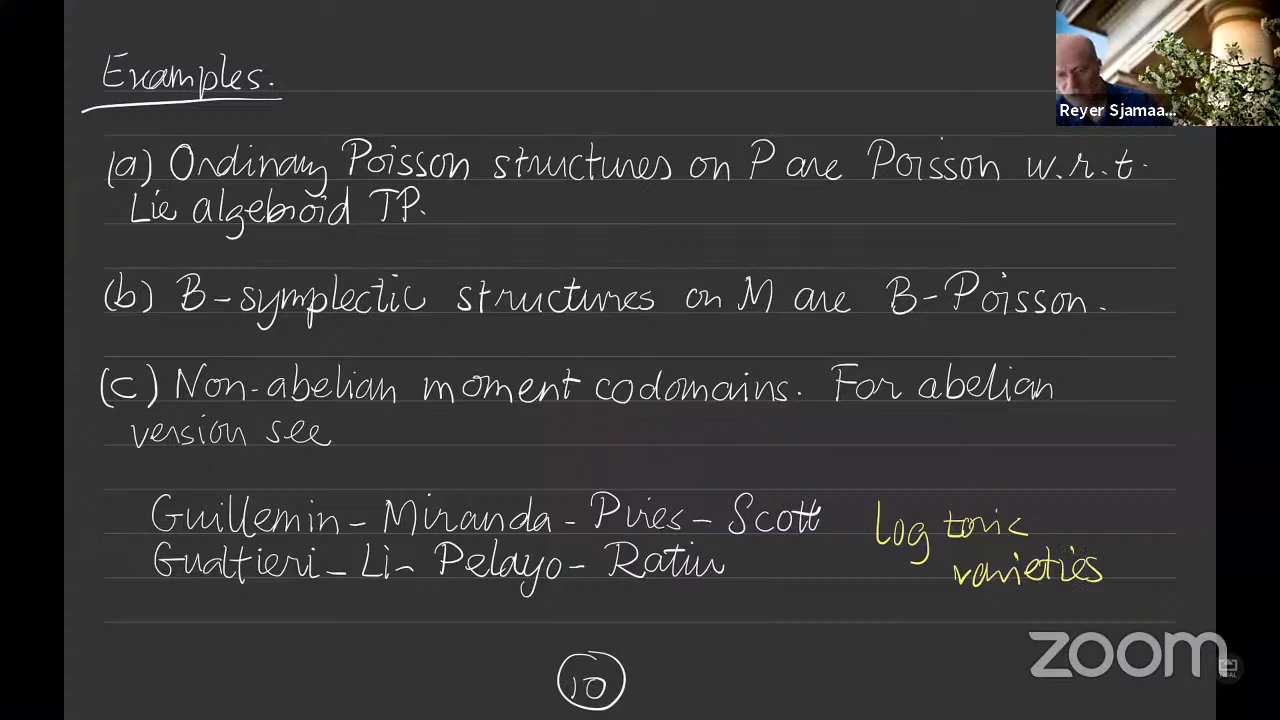 Examples.
Reyer Sjamaa...
(a) Ordinary Poisson structures on P are Poisson w.r.t.
Lie algebroid TP.
(b) B-symplectic structures on M are B-Poisson.
(c) Non-abelian moment codomains. For abelian
version see
Guillemin - Miranda - Pires - Scott
Gualtieri - Li - Pelayo - Ratiu
log toric
varieties
zoom
TRIAL
10